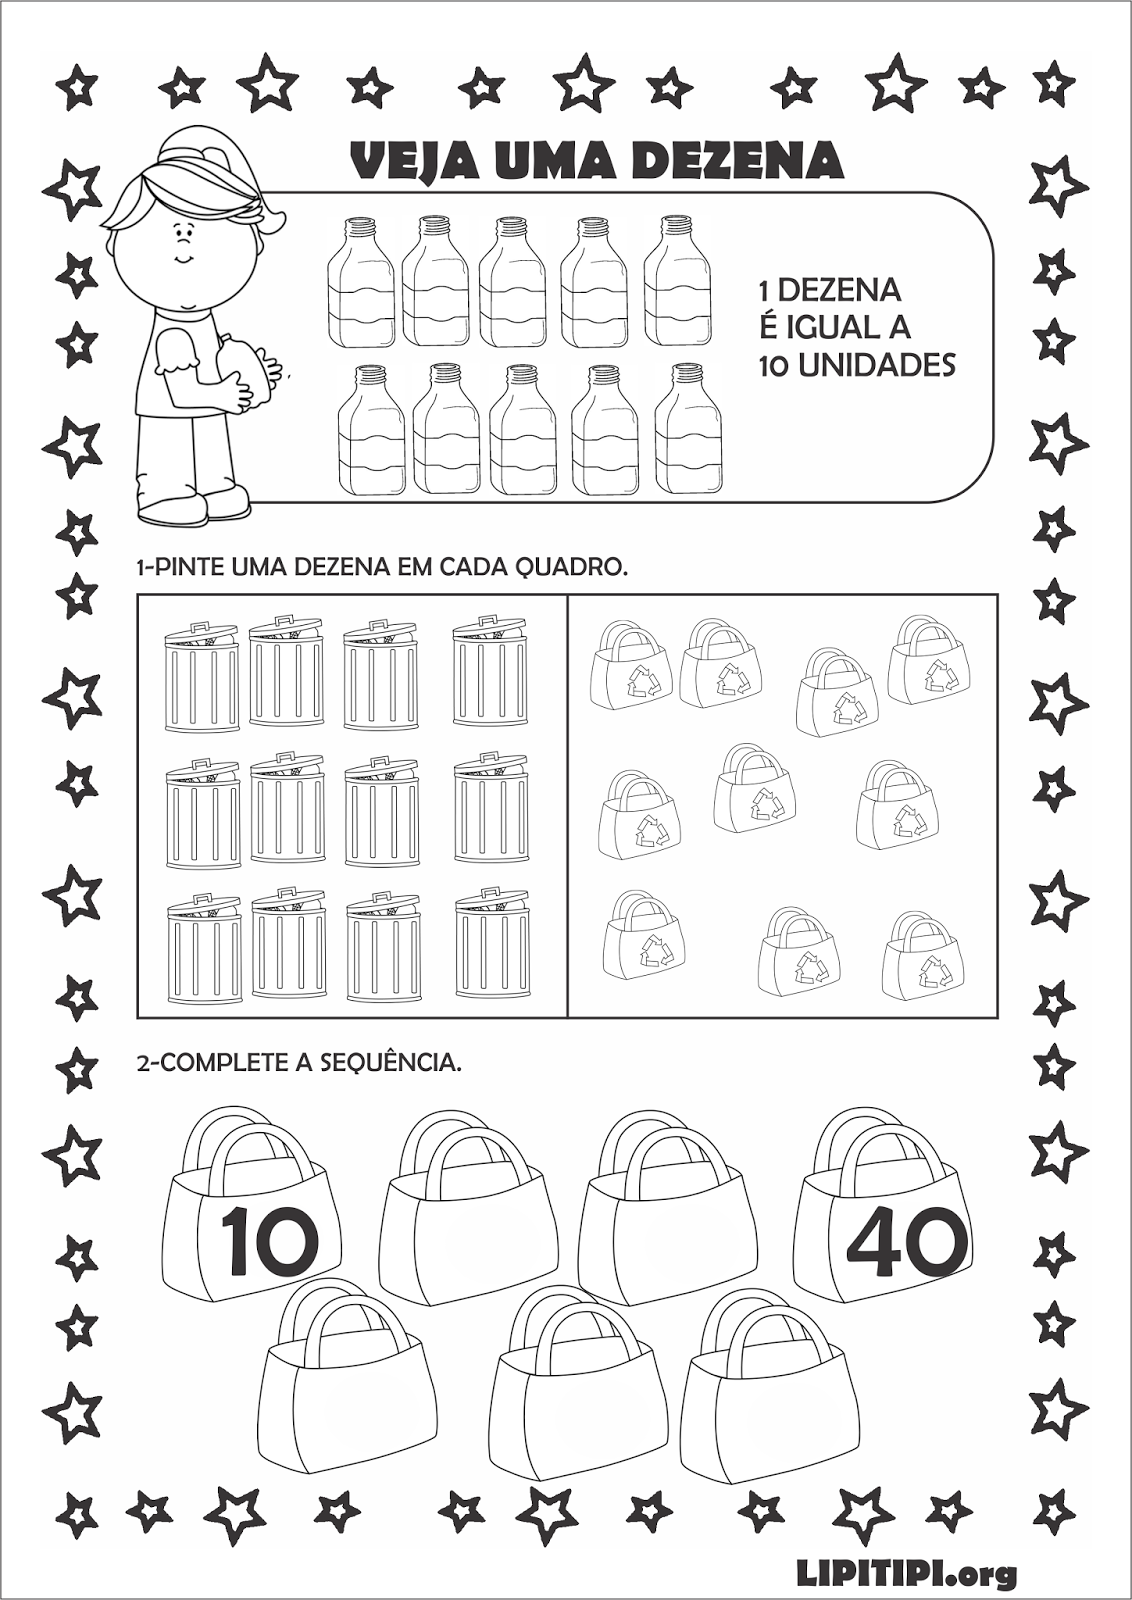 VEJA UMA DEZENA
1 DEZENA
É IGUAL A
10 UNIDADES
1-PINTE UMA DEZENA EM CADA QUADRO.
2-COMPLETE A SEQUÊNCIA.
10
40
LIPITIPI.org